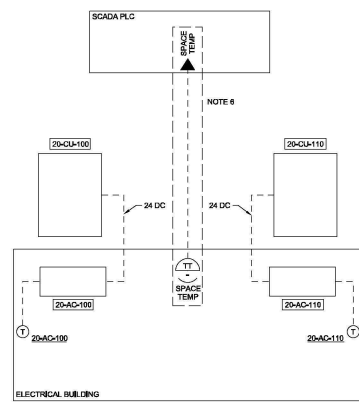 SCADA PLC
SPACE
TEMP
NOTE 6
20-CU-100
20-CU-110
24 DC
24 DC
TT
-
SPACE
TEMP
20-AC-100
20-AC-110
T
20-AC-100
20-AC-110
T
ELECTRICAL BUILDING